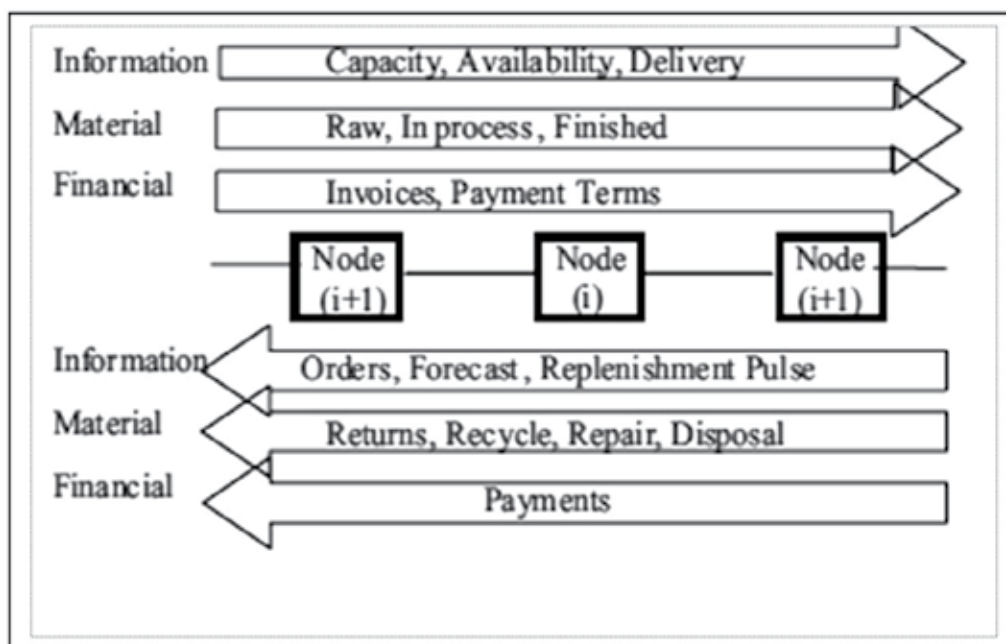 Information Capacity, Availability, Delivery
Material Raw, In process, Finished
Financial Invoices, Payment Terms
Node Node Node
(i+1) (i) (i+1)
Information Orders, Forecast, Replenishment Pulse
Material Returns, Recycle, Repair, Disposal
Financial Payments